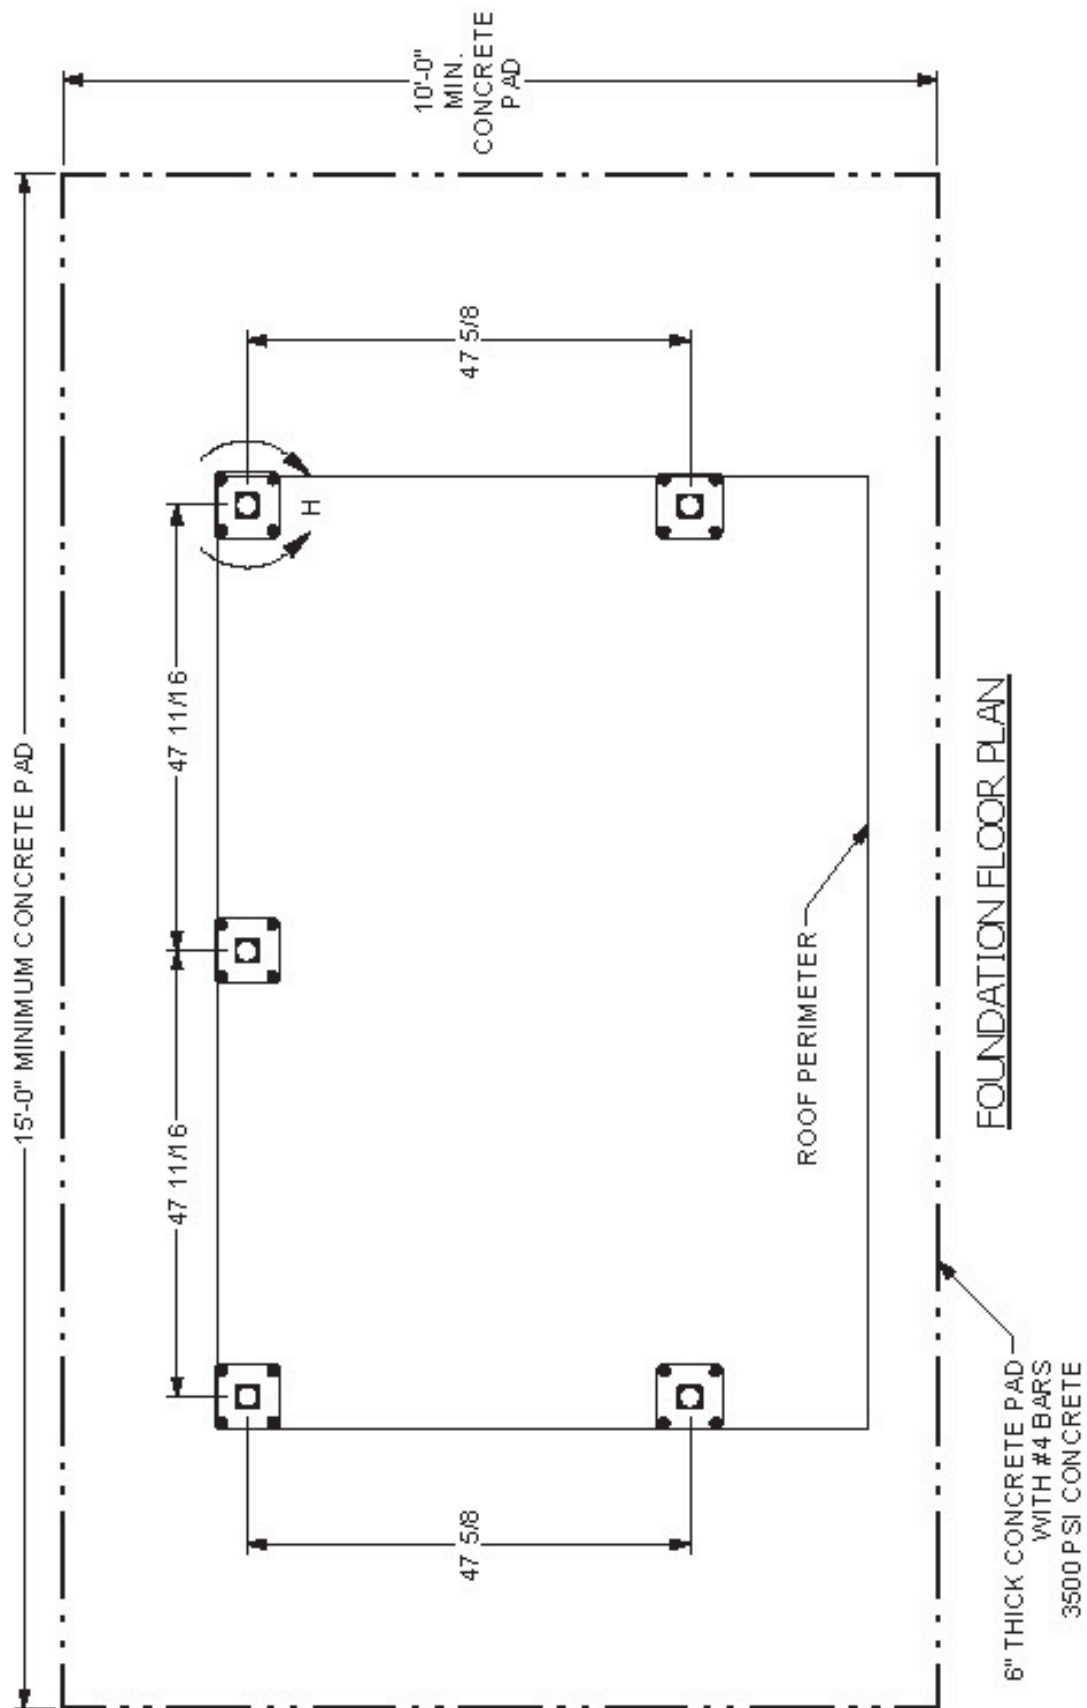 15'-0" MINIMUM CONCRETE PAD
10'-0"
MIN.
CONCRETE
PAD
47 11/16
47 11/16
47 5/8
47 5/8
H
ROOF PERIMETER
6" THICK CONCRETE PAD
WITH #4 BARS
3500 PSI CONCRETE
FOUNDATION FLOOR PLAN